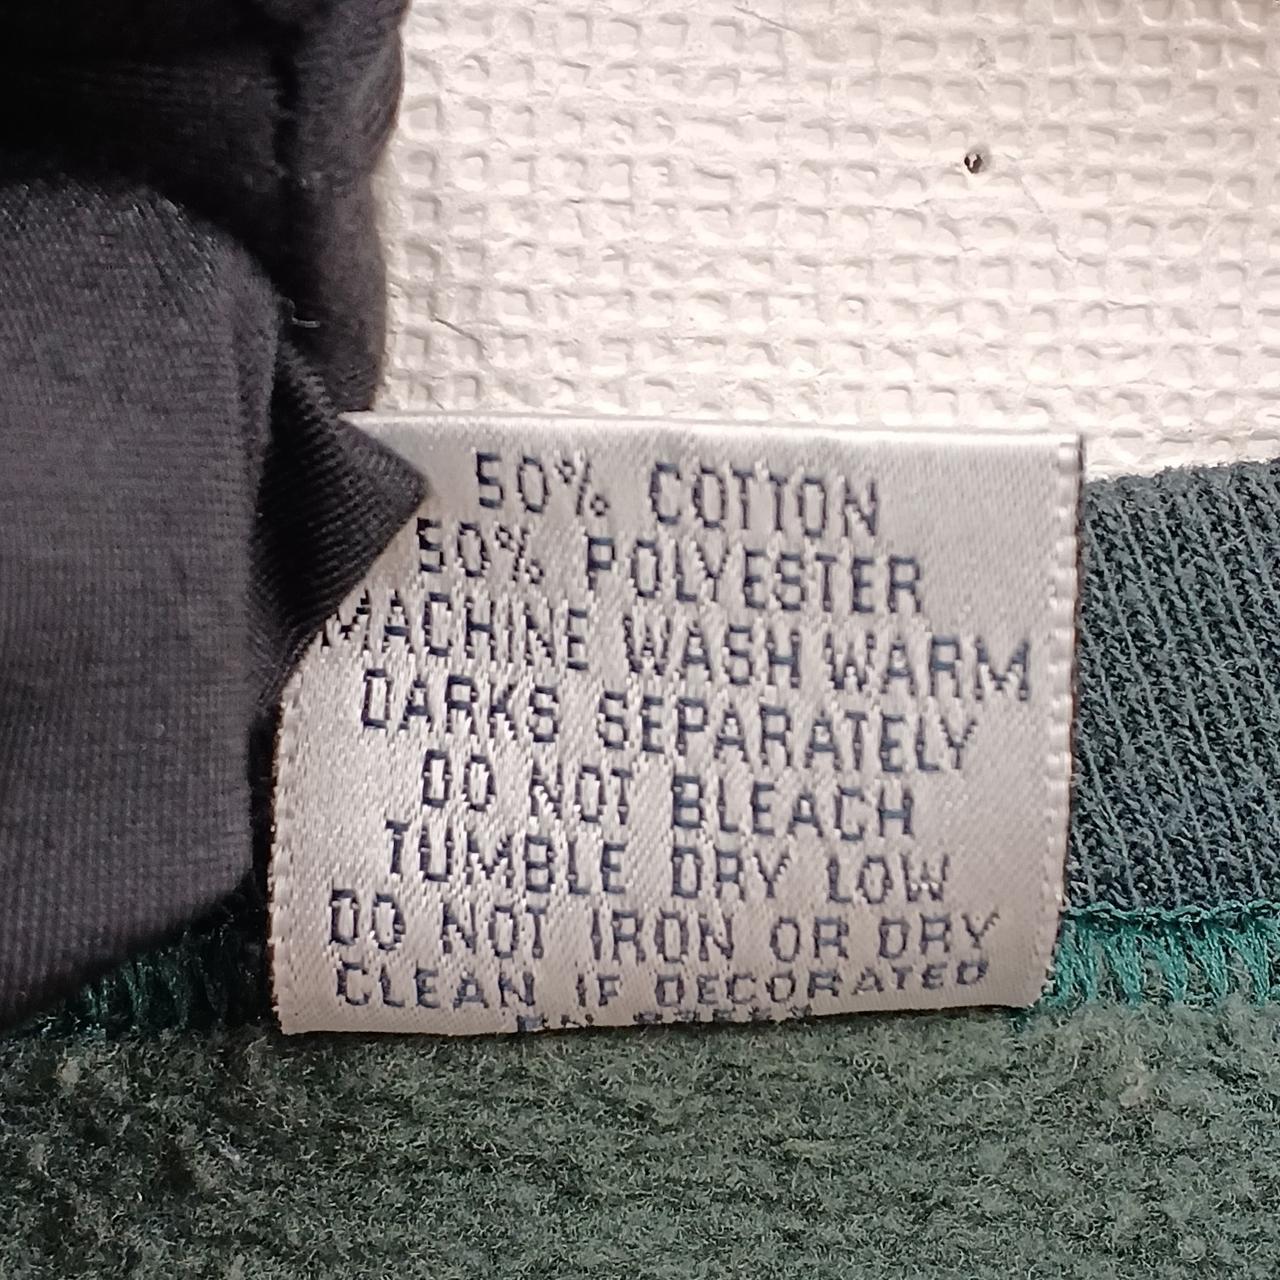 50% COTTON
50% POLYESTER
MACHINE WASH WARM
DARKS SEPARATELY
DO NOT BLEACH
TUMBLE DRY LOW
DO NOT IRON OR DRY
CLEAN IF DECORATED